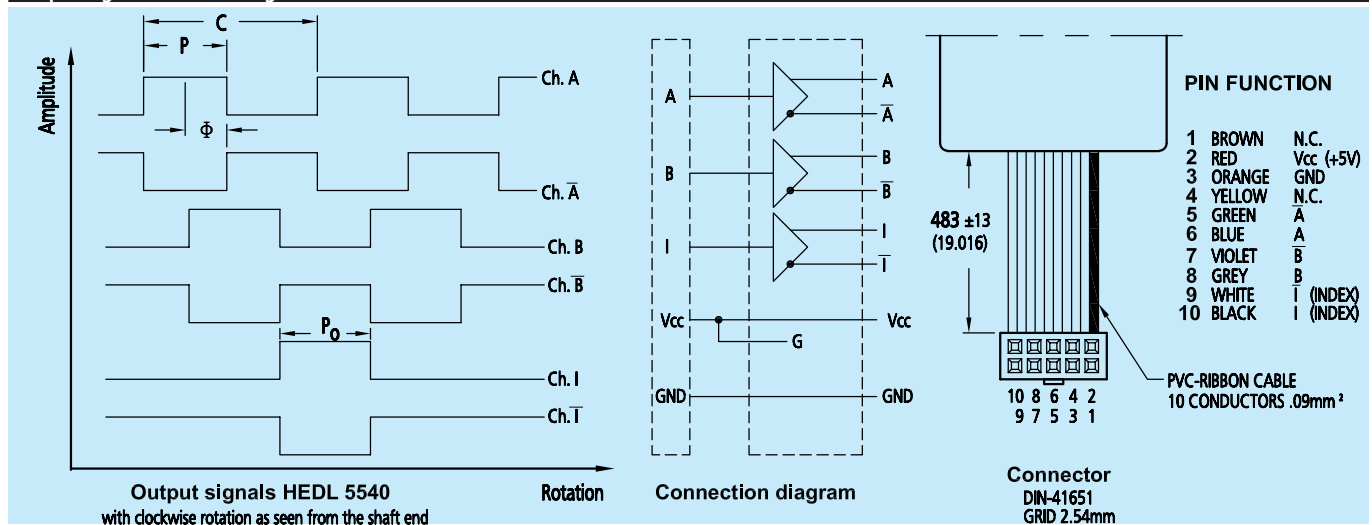 C
P
Ch. A
Φ
Ch. A̅
Ch. B
Ch. B̅
P₀
Ch. I
Ch. I̅
Amplitude
Rotation
Output signals HEDL 5540
with clockwise rotation as seen from the shaft end
A
A
A̅
B
B
B̅
I
I
I̅
Vcc
Vcc
G
GND
GND
Connection diagram
483 ±13
(19.016)
10 8 6 4 2
9 7 5 3 1
PVC-RIBBON CABLE
10 CONDUCTORS .09mm ²
Connector
DIN-41651
GRID 2.54mm
PIN FUNCTION
1 BROWN N.C.
2 RED Vcc (+5V)
3 ORANGE GND
4 YELLOW N.C.
5 GREEN A̅
6 BLUE A
7 VIOLET B̅
8 GREY B
9 WHITE I̅ (INDEX)
10 BLACK I (INDEX)